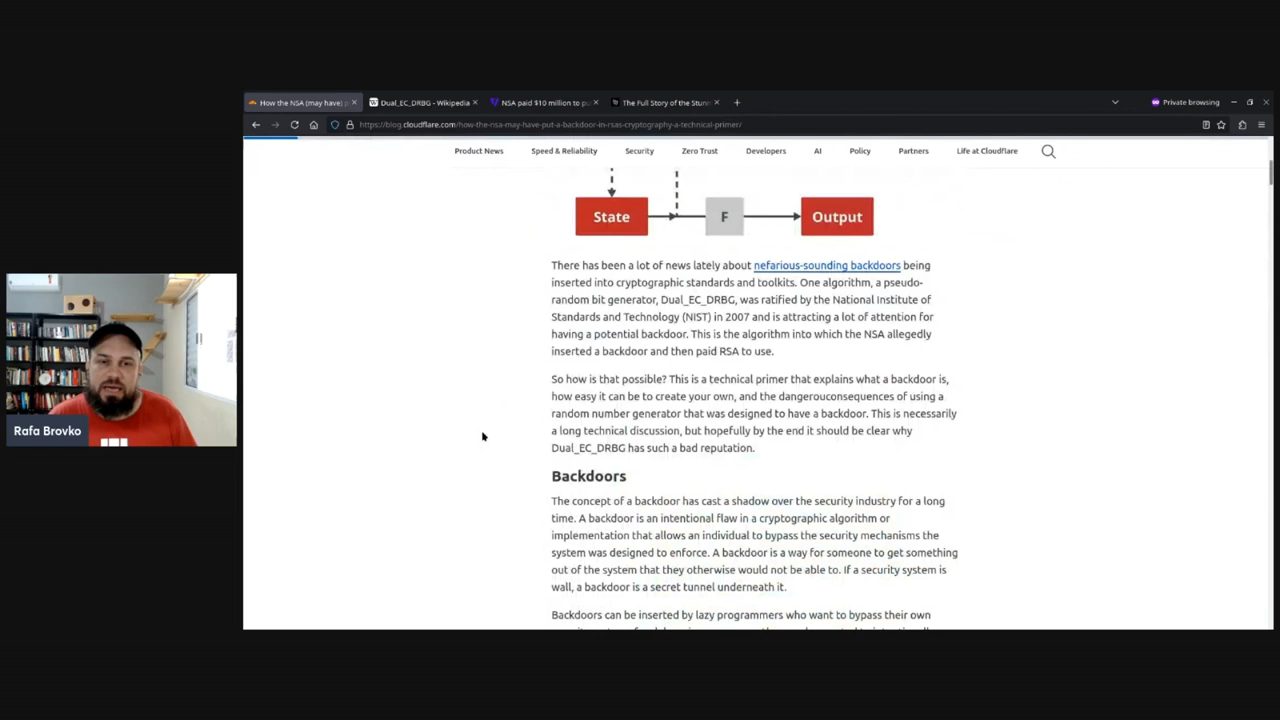 How the NSA (may have) p
Dual_EC_DRBG - Wikipedia
NSA paid $10 million to pu
The Full Story of the Stunn
Private browsing
https://blog.cloudflare.com/how-the-nsa-may-have-put-a-backdoor-in-rsas-cryptography-a-technical-primer/
Product News
Speed & Reliability
Security
Zero Trust
Developers
AI
Policy
Partners
Life at Cloudflare
State
F
Output
There has been a lot of news lately about nefarious-sounding backdoors being
inserted into cryptographic standards and toolkits. One algorithm, a pseudo-
random bit generator, Dual_EC_DRBG, was ratified by the National Institute of
Standards and Technology (NIST) in 2007 and is attracting a lot of attention for
having a potential backdoor. This is the algorithm into which the NSA allegedly
inserted a backdoor and then paid RSA to use.
So how is that possible? This is a technical primer that explains what a backdoor is,
how easy it can be to create your own, and the dangerouconsequences of using a
random number generator that was designed to have a backdoor. This is necessarily
a long technical discussion, but hopefully by the end it should be clear why
Dual_EC_DRBG has such a bad reputation.
Backdoors
The concept of a backdoor has cast a shadow over the security industry for a long
time. A backdoor is an intentional flaw in a cryptographic algorithm or
implementation that allows an individual to bypass the security mechanisms the
system was designed to enforce. A backdoor is a way for someone to get something
out of the system that they otherwise would not be able to. If a security system is
wall, a backdoor is a secret tunnel underneath it.
Backdoors can be inserted by lazy programmers who want to bypass their own
Rafa Brovko